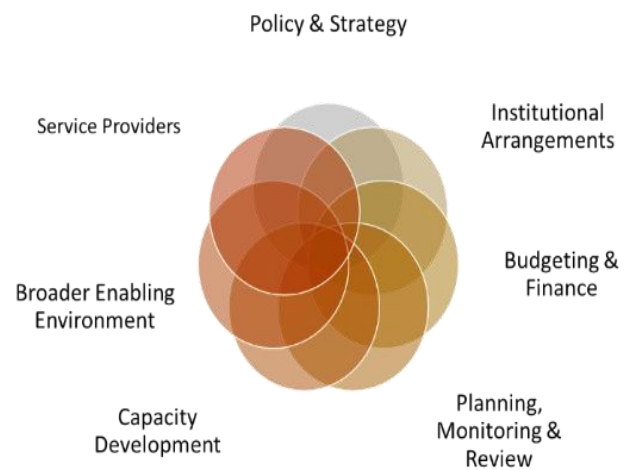 Policy & Strategy
Institutional
Arrangements
Budgeting &
Finance
Planning,
Monitoring &
Review
Capacity
Development
Broader Enabling
Environment
Service Providers